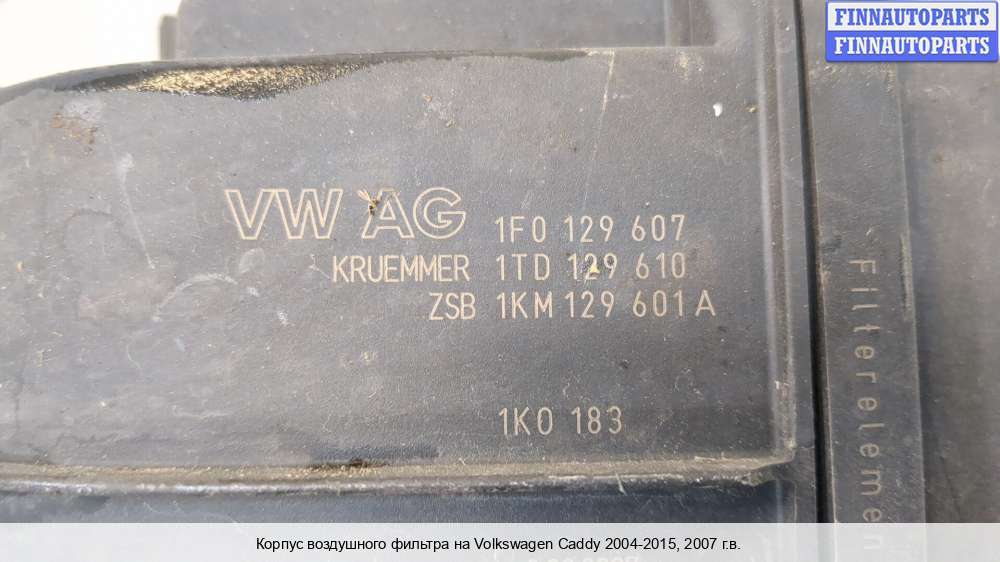 FINNAUTOPARTS
FINNAUTOPARTS
VW AG 1F0 129 607
KRUEMMER 1TD 129 610
ZSB 1KM 129 601 A
1K0 183
Filterelemen
Корпус воздушного фильтра на Volkswagen Caddy 2004-2015, 2007 г.в.